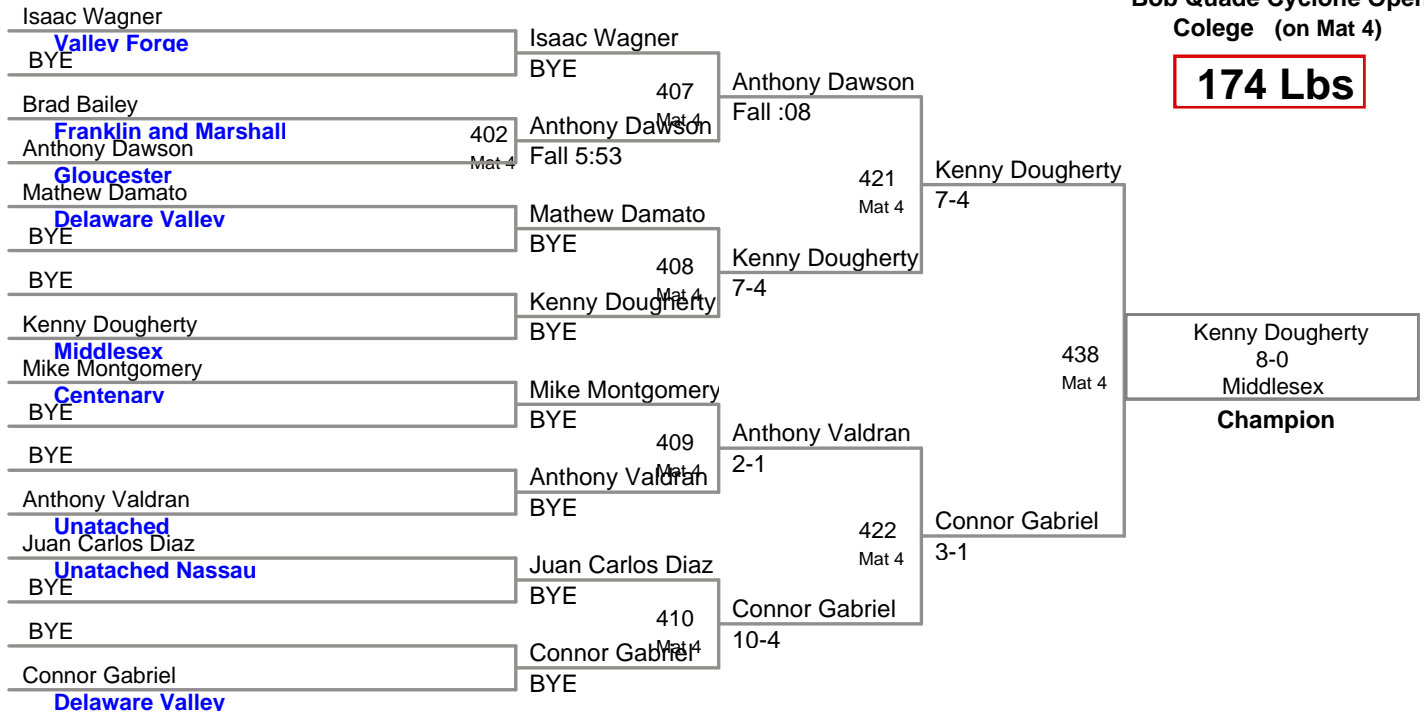 Bob Quade Cyclone Open
Colege (on Mat 4)
174 Lbs
Isaac Wagner
Valley Forge
BYE
Brad Bailey
Franklin and Marshall
Anthony Dawson
Gloucester
Mathew Damato
Delaware Valley
BYE
BYE
Kenny Dougherty
Middlesex
Mike Montgomery
Centenary
BYE
BYE
Anthony Valdran
Unatached
Juan Carlos Diaz
Unatached Nassau
BYE
BYE
Connor Gabriel
Delaware Valley
402
Mat 4
Isaac Wagner
BYE
407
Mat 4
Anthony Dawson
Fall 5:53
Mathew Damato
BYE
408
Mat 4
Kenny Dougherty
BYE
Mike Montgomery
BYE
409
Mat 4
Anthony Valdran
BYE
Juan Carlos Diaz
BYE
410
Mat 4
Connor Gabriel
BYE
Anthony Dawson
Fall :08
421
Mat 4
Kenny Dougherty
7-4
Anthony Valdran
2-1
422
Mat 4
Connor Gabriel
10-4
Kenny Dougherty
7-4
438
Mat 4
Connor Gabriel
3-1
Kenny Dougherty
8-0
Middlesex
Champion